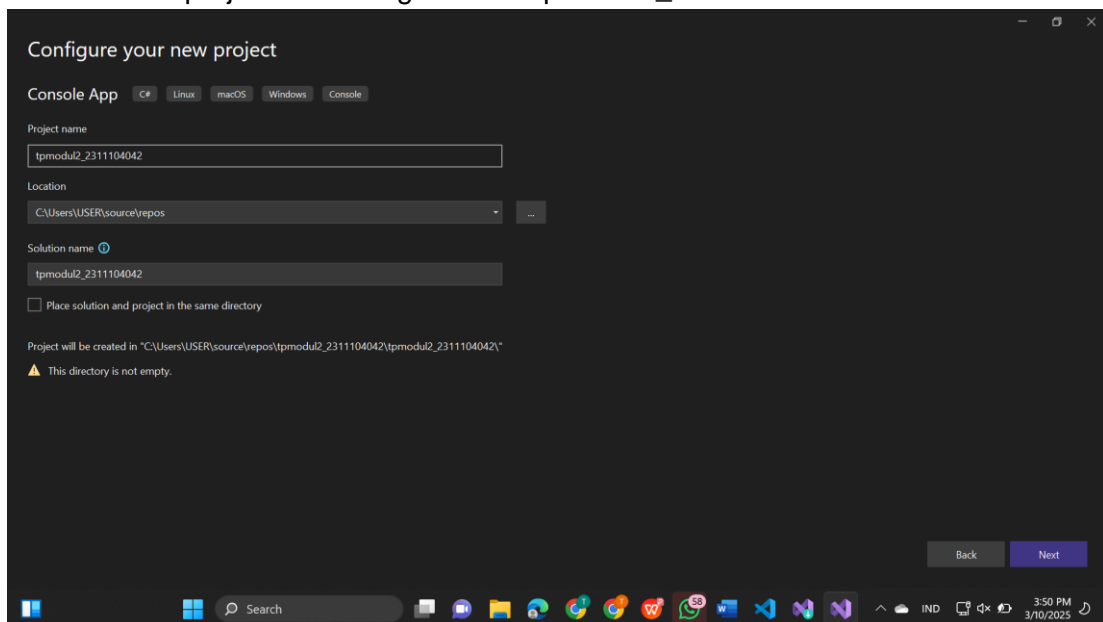 Configure your new project
Console App C# Linux macOS Windows Console
Project name
tpmodul2_2311104042
Location
C:\Users\USER\source\repos
...
Solution name
tpmodul2_2311104042
Place solution and project in the same directory
Project will be created in "C:\Users\USER\source\repos\tpmodul2_2311104042\tpmodul2_2311104042\"
This directory is not empty.
Back Next
Search
58
IND
3:50 PM
3/10/2025